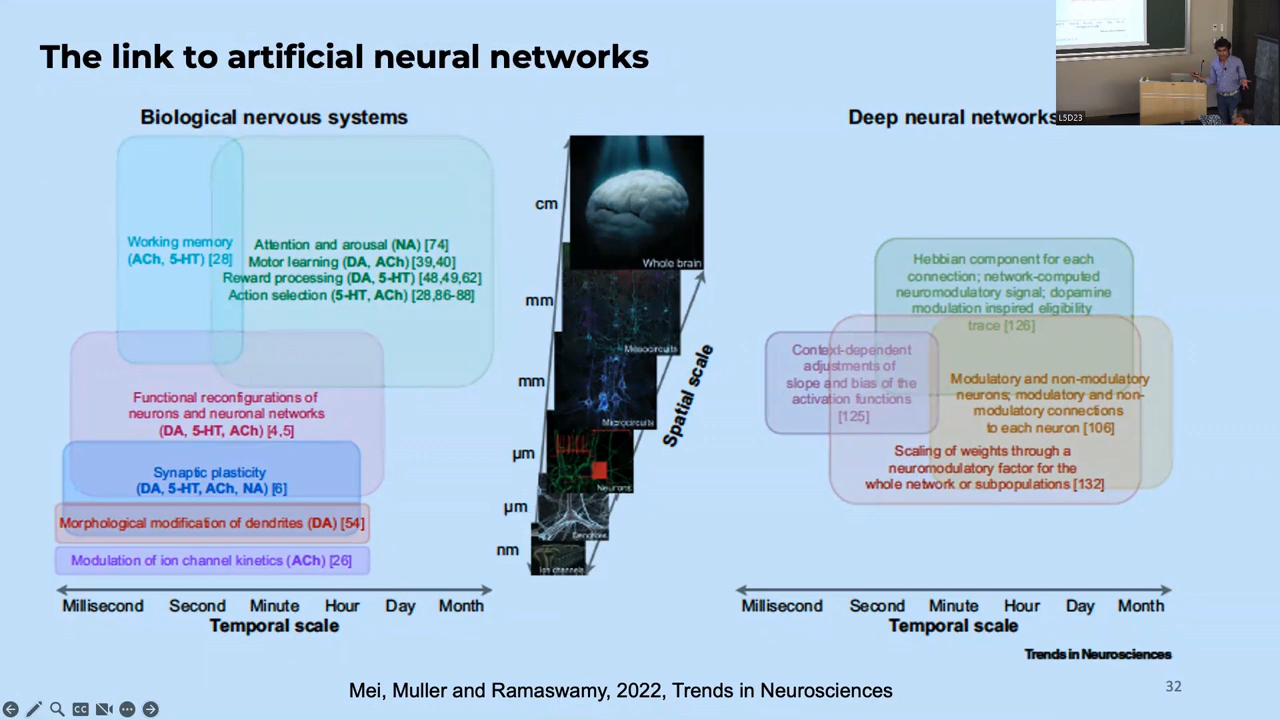 The link to artificial neural networks
Biological nervous systems
Working memory
(ACh, 5-HT) [28]
Attention and arousal (NA) [74]
Motor learning (DA, ACh) [39,40]
Reward processing (DA, 5-HT) [48,49,62]
Action selection (5-HT, ACh) [28,86-88]
Functional reconfigurations of
neurons and neuronal networks
(DA, 5-HT, ACh) [4,5]
Synaptic plasticity
(DA, 5-HT, ACh, NA) [6]
Morphological modification of dendrites (DA) [54]
Modulation of ion channel kinetics (ACh) [26]
Millisecond Second Minute Hour Day Month
Temporal scale
cm
mm
mm
µm
µm
nm
Whole brain
Mesocircuits
Microcircuits
Neurons
Dendrites
Ion channels
Spatial scale
Deep neural networks
Hebbian component for each
connection; network-computed
neuromodulatory signal; dopamine
modulation inspired eligibility
trace [126]
Context-dependent
adjustments of
slope and bias of the
activation functions
[125]
Modulatory and non-modulatory
neurons; modulatory and non-
modulatory connections
to each neuron [106]
Scaling of weights through a
neuromodulatory factor for the
whole network or subpopulations [132]
Millisecond Second Minute Hour Day Month
Temporal scale
Trends in Neurosciences
Mei, Muller and Ramaswamy, 2022, Trends in Neurosciences
32
CC
LSD23